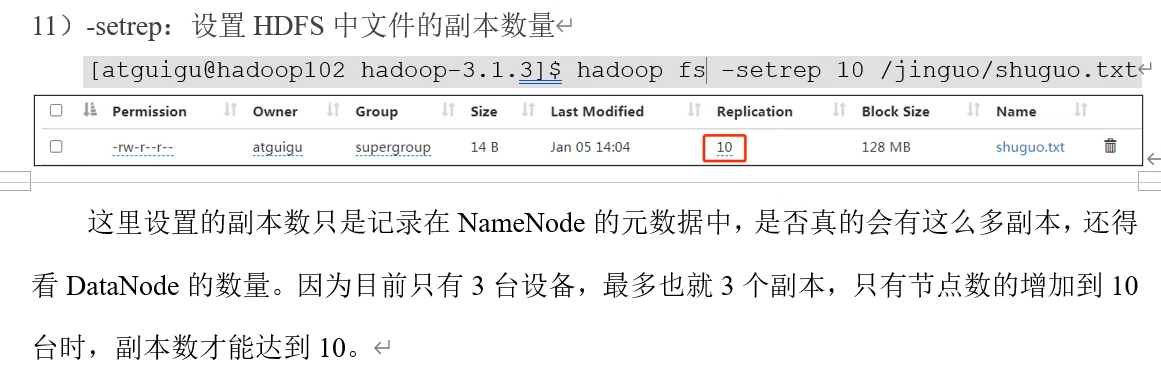 11）-setrep：设置 HDFS 中文件的副本数量
[atguigu@hadoop102 hadoop-3.1.3]$ hadoop fs -setrep 10 /jinguo/shuguo.txt
Permission Owner Group Size Last Modified Replication Block Size Name
-rw-r--r-- atguigu supergroup 14 B Jan 05 14:04 10 128 MB shuguo.txt
这里设置的副本数只是记录在 NameNode 的元数据中，是否真的会有这么多副本，还得
看 DataNode 的数量。因为目前只有 3 台设备，最多也就 3 个副本，只有节点数的增加到 10
台时，副本数才能达到 10。